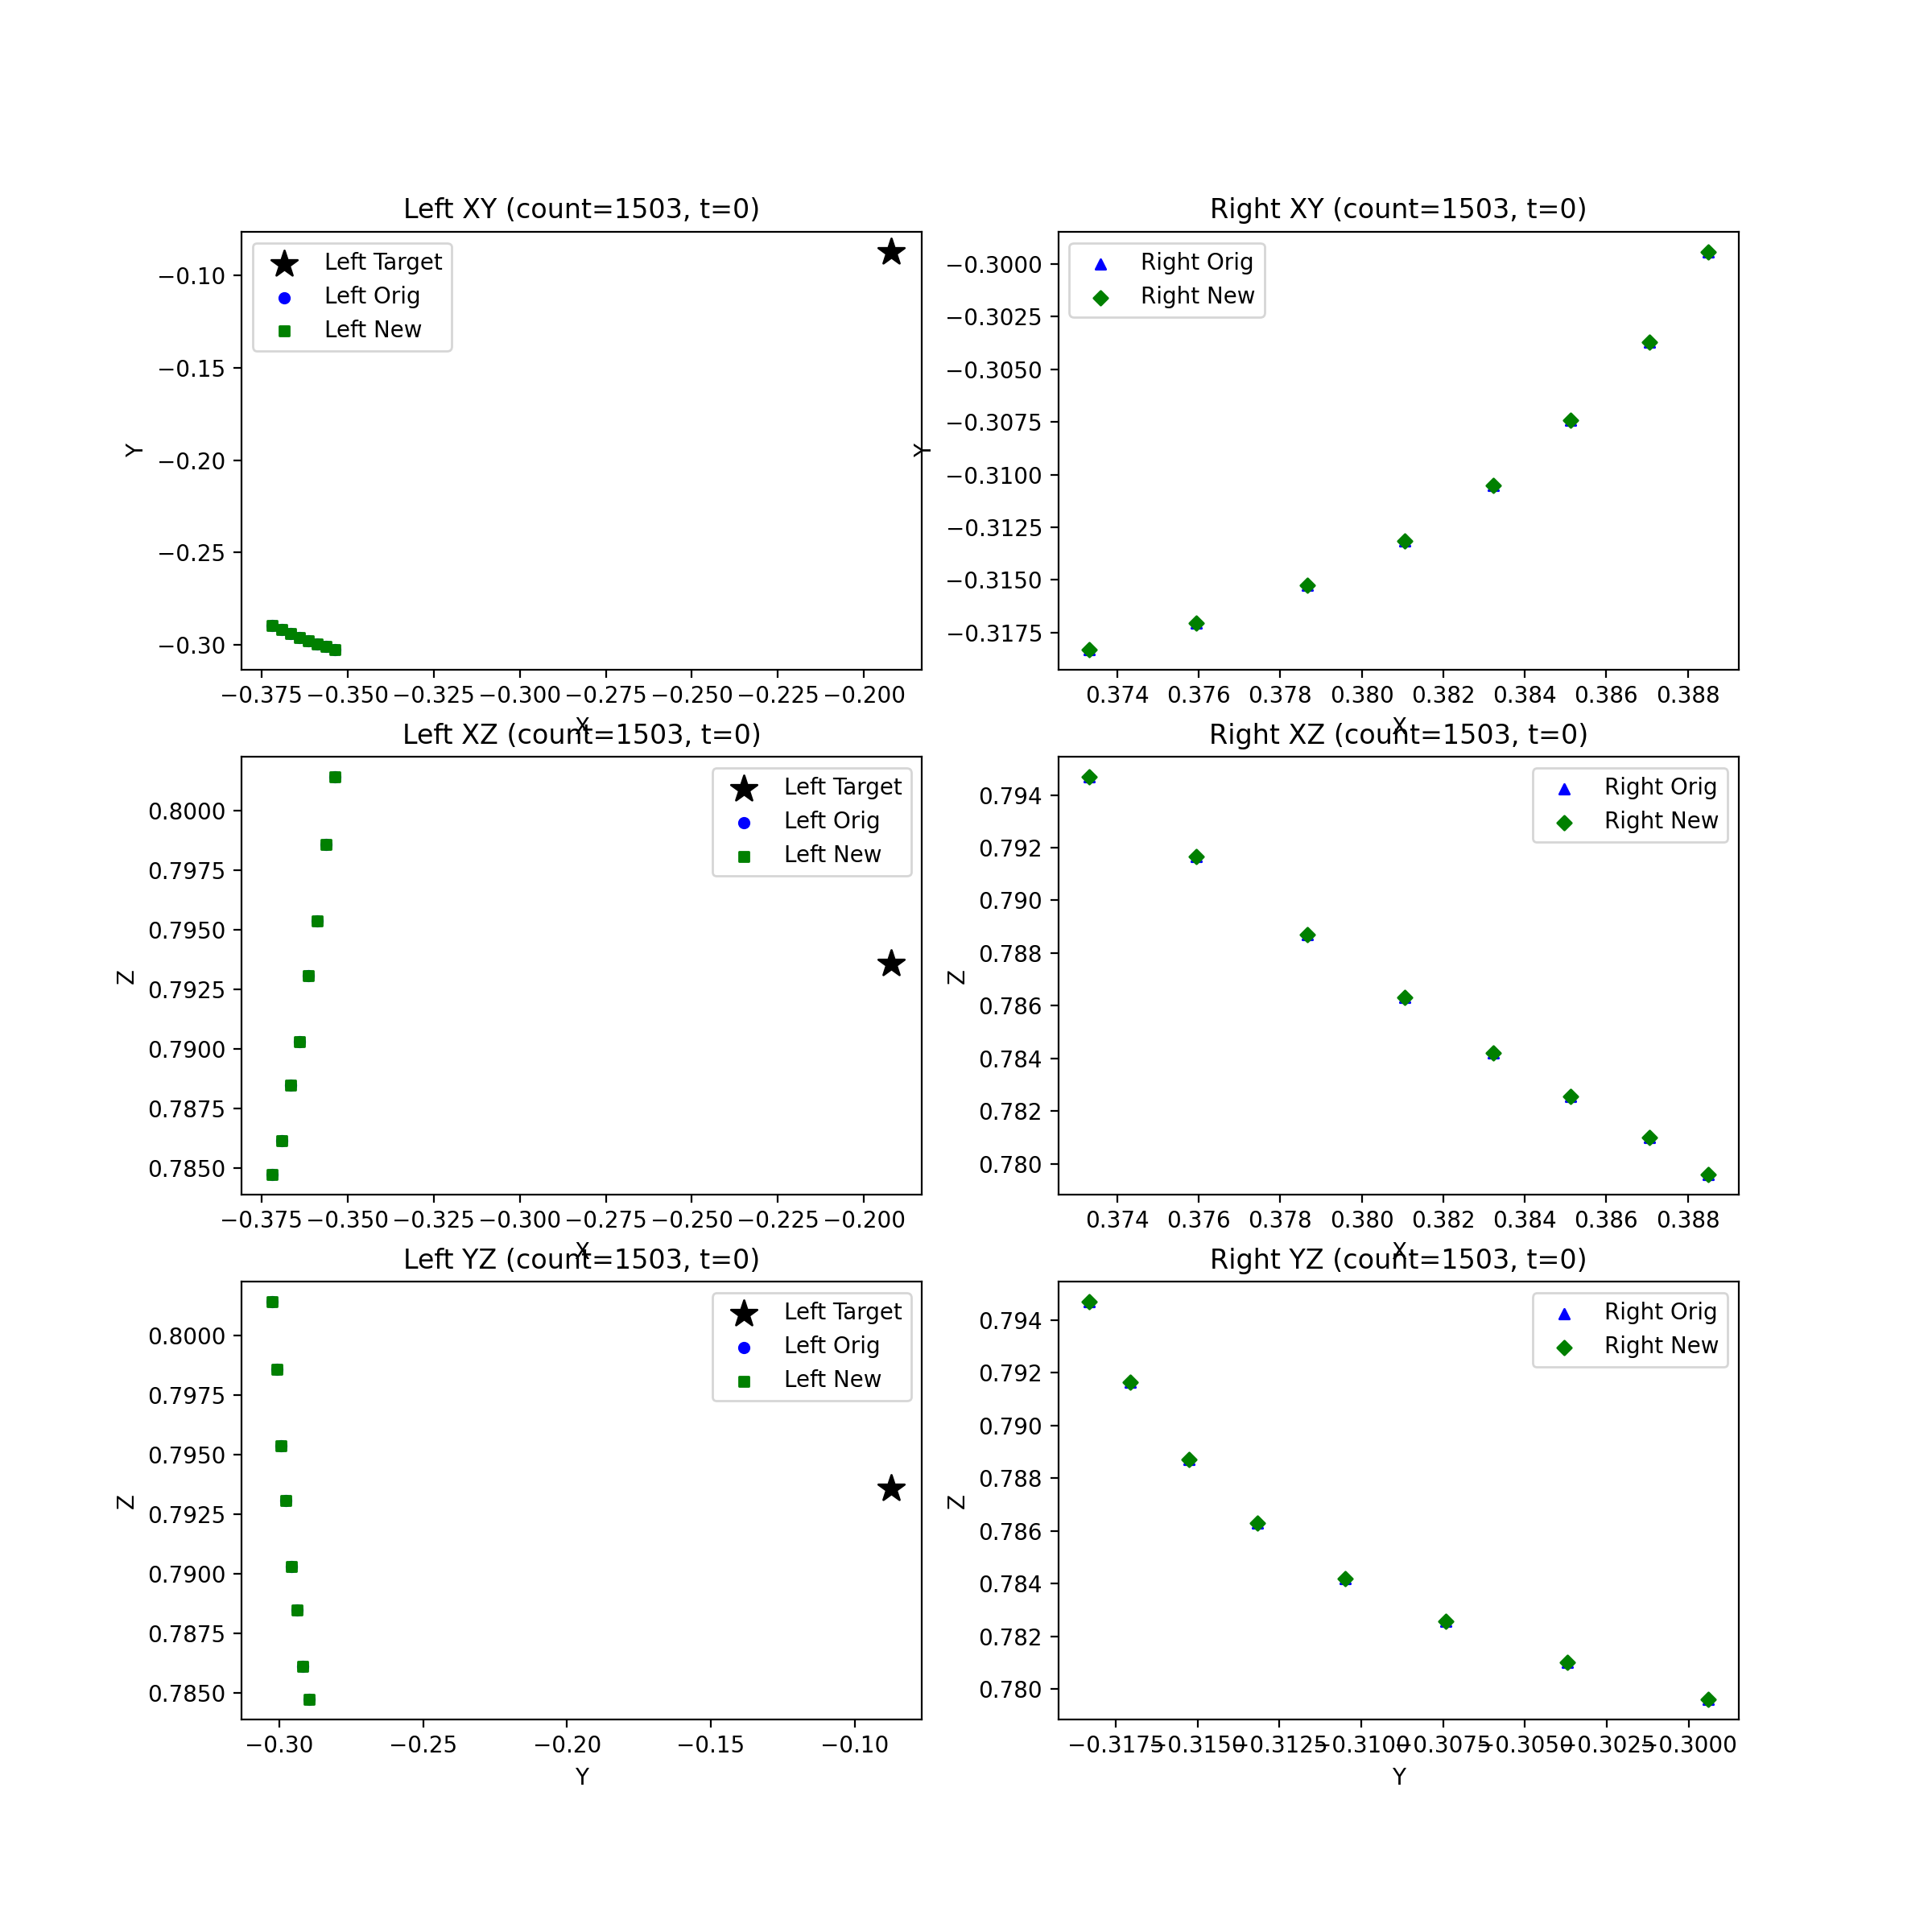 Left XY (count=1503, t=0)
Left Target
Left Orig
Left New
−0.10
−0.15
−0.20
−0.25
−0.30
Y
−0.375 −0.350 −0.325 −0.300 −0.275 −0.250 −0.225 −0.200
X
Right XY (count=1503, t=0)
Right Orig
Right New
−0.3000
−0.3025
−0.3050
−0.3075
−0.3100
−0.3125
−0.3150
−0.3175
Y
0.374 0.376 0.378 0.380 0.382 0.384 0.386 0.388
X
Left XZ (count=1503, t=0)
Left Target
Left Orig
Left New
0.8000
0.7975
0.7950
0.7925
0.7900
0.7875
0.7850
Z
−0.375 −0.350 −0.325 −0.300 −0.275 −0.250 −0.225 −0.200
X
Right XZ (count=1503, t=0)
Right Orig
Right New
0.794
0.792
0.790
0.788
0.786
0.784
0.782
0.780
Z
0.374 0.376 0.378 0.380 0.382 0.384 0.386 0.388
X
Left YZ (count=1503, t=0)
Left Target
Left Orig
Left New
0.8000
0.7975
0.7950
0.7925
0.7900
0.7875
0.7850
Z
−0.30 −0.25 −0.20 −0.15 −0.10
Y
Right YZ (count=1503, t=0)
Right Orig
Right New
0.794
0.792
0.790
0.788
0.786
0.784
0.782
0.780
Z
−0.3175 −0.3150 −0.3125 −0.3100 −0.3075 −0.3050 −0.3025 −0.3000
Y